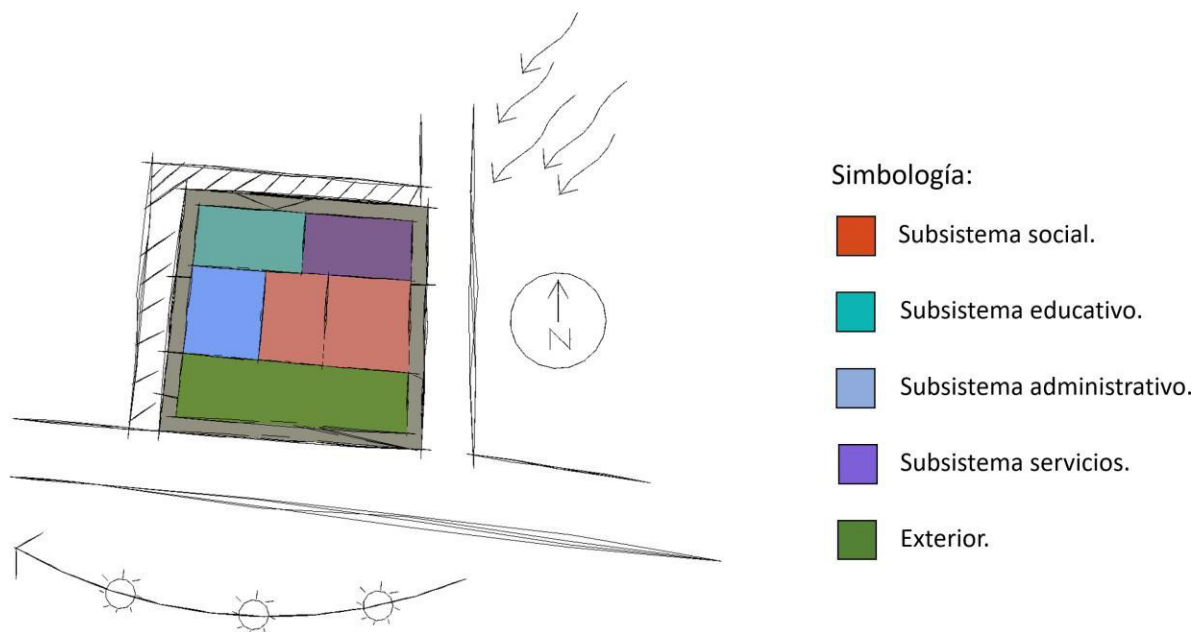 Simbología:
Subsistema social.
Subsistema educativo.
N
Subsistema administrativo.
Subsistema servicios.
Exterior.